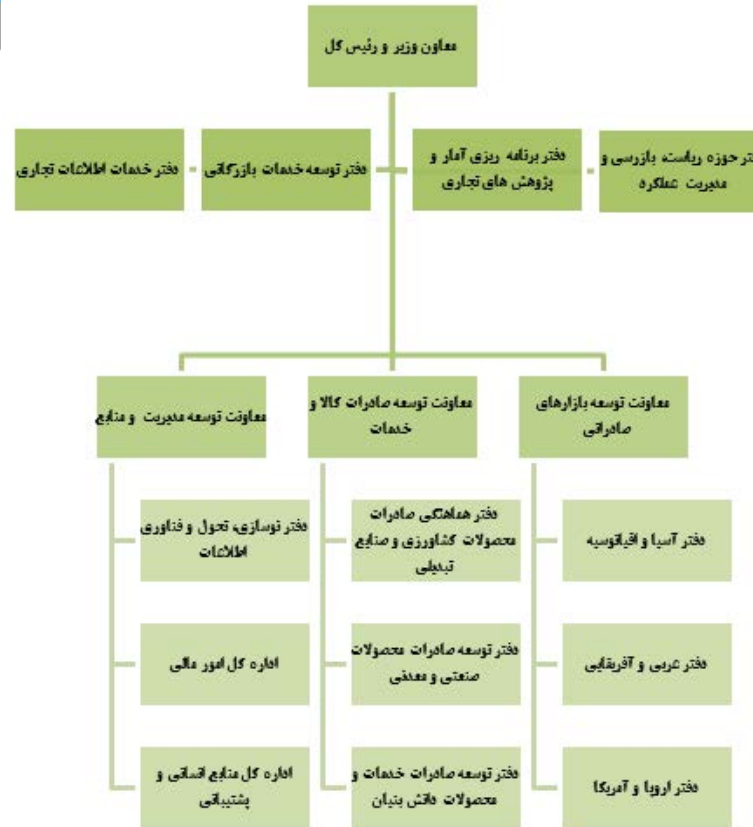 معاون وزیر و رئیس کل
دفتر حوزه ریاست، بازرسی و
مدیریت عملکرد
دفتر برنامه ریزی آمار و
پژوهش های تجاری
دفتر توسعه خدمات بازرگانی
دفتر خدمات اطلاعات تجاری
معاونت توسعه بازارهای
صادراتی
معاونت توسعه صادرات کالا و
خدمات
معاونت توسعه مدیریت و منابع
دفتر آسیا و اقیانوسیه
دفتر عربی و آفریقایی
دفتر اروپا و آمریکا
دفتر هماهنگی صادرات
محصولات کشاورزی و صنایع
تبدیلی
دفتر توسعه صادرات محصولات
صنعتی و معدنی
دفتر توسعه صادرات خدمات و
محصولات دانش بنیان
دفتر نوسازی، تحول و فناوری
اطلاعات
اداره کل امور مالی
اداره کل منابع انسانی و
پشتیبانی